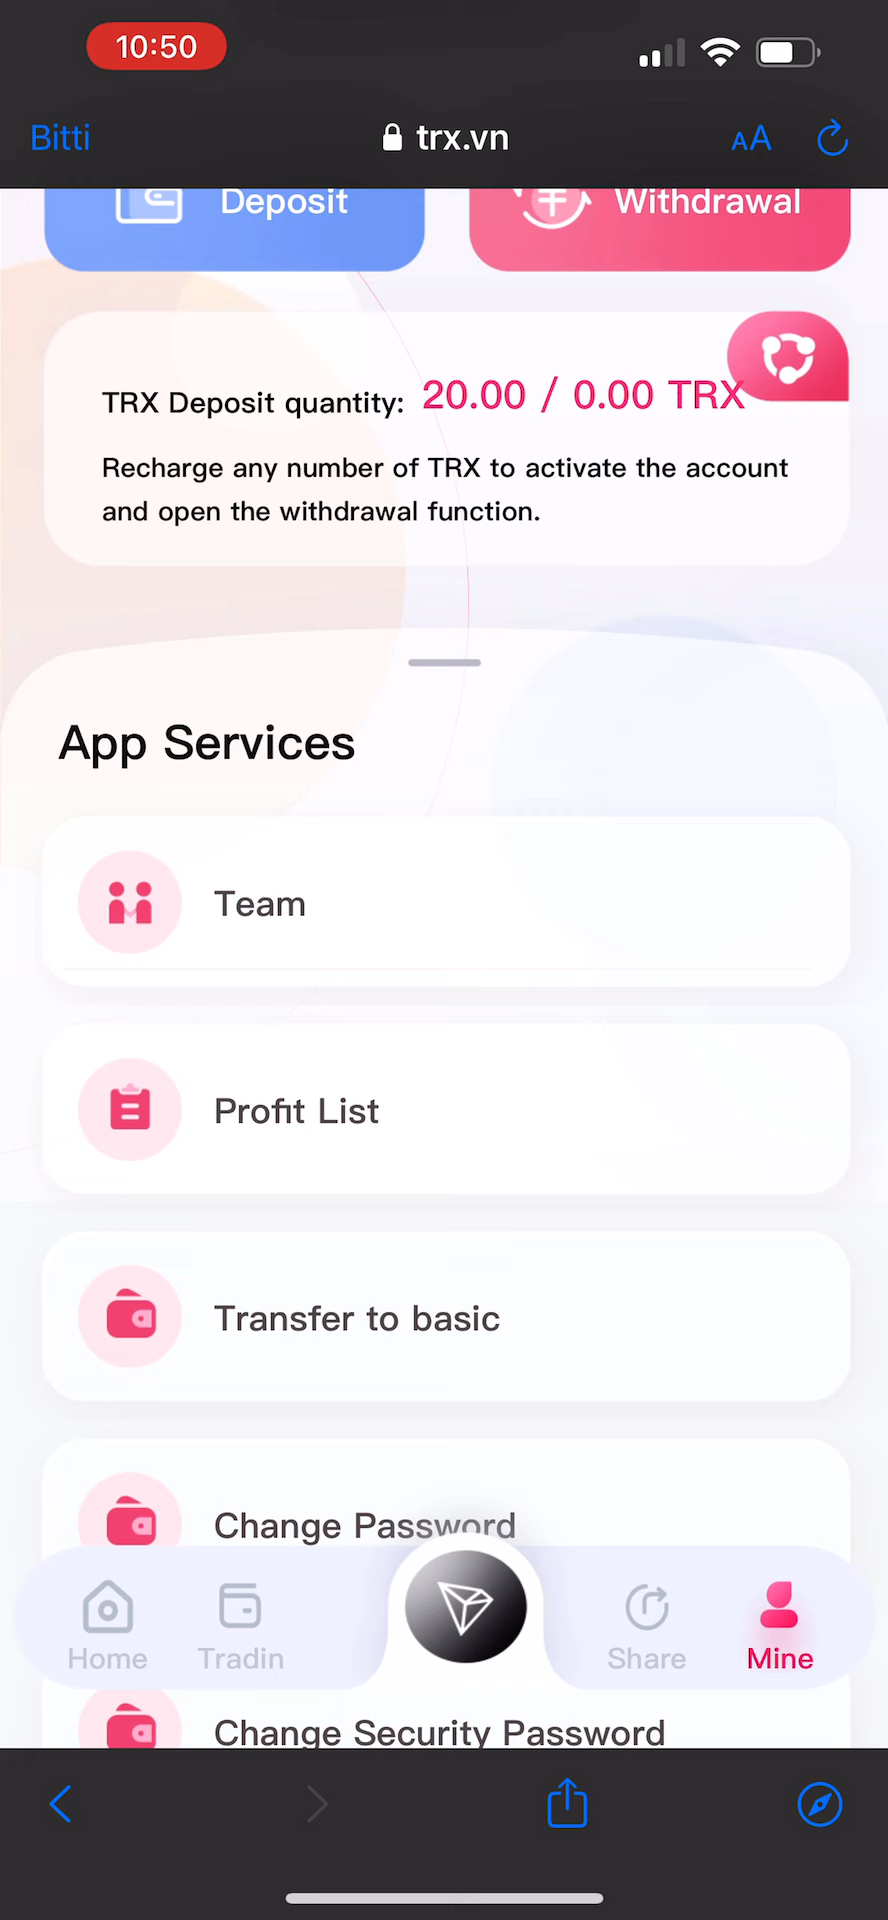 10:50
Bitti
trx.vn
AA
Deposit
Withdrawal
TRX Deposit quantity: 20.00 / 0.00 TRX
Recharge any number of TRX to activate the account
and open the withdrawal function.
App Services
Team
Profit List
Transfer to basic
Change Password
Home
Tradin
Share
Mine
Change Security Password